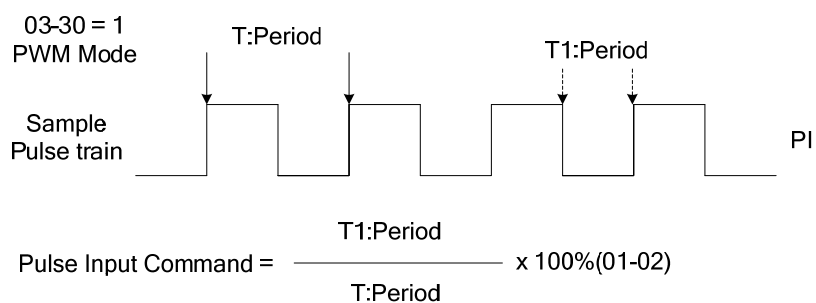 03-30 = 1
PWM Mode
T:Period
T1:Period
Sample
Pulse train
PI
Pulse Input Command = T1:Period / T:Period x 100%(01-02)